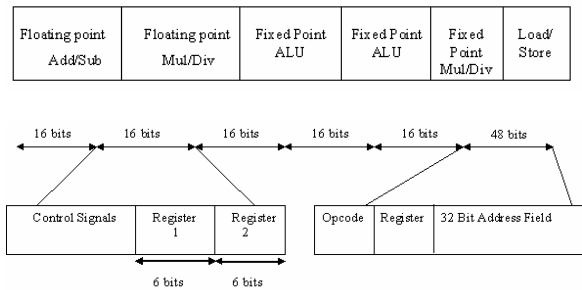 Floating point Floating point Fixed Point Fixed Point Fixed Load/
Add/Sub Mul/Div ALU ALU Point Store
Mul/Div
16 bits 16 bits 16 bits 16 bits 16 bits 48 bits
Control Signals Register Register Opcode Register 32 Bit Address Field
1 2
6 bits 6 bits